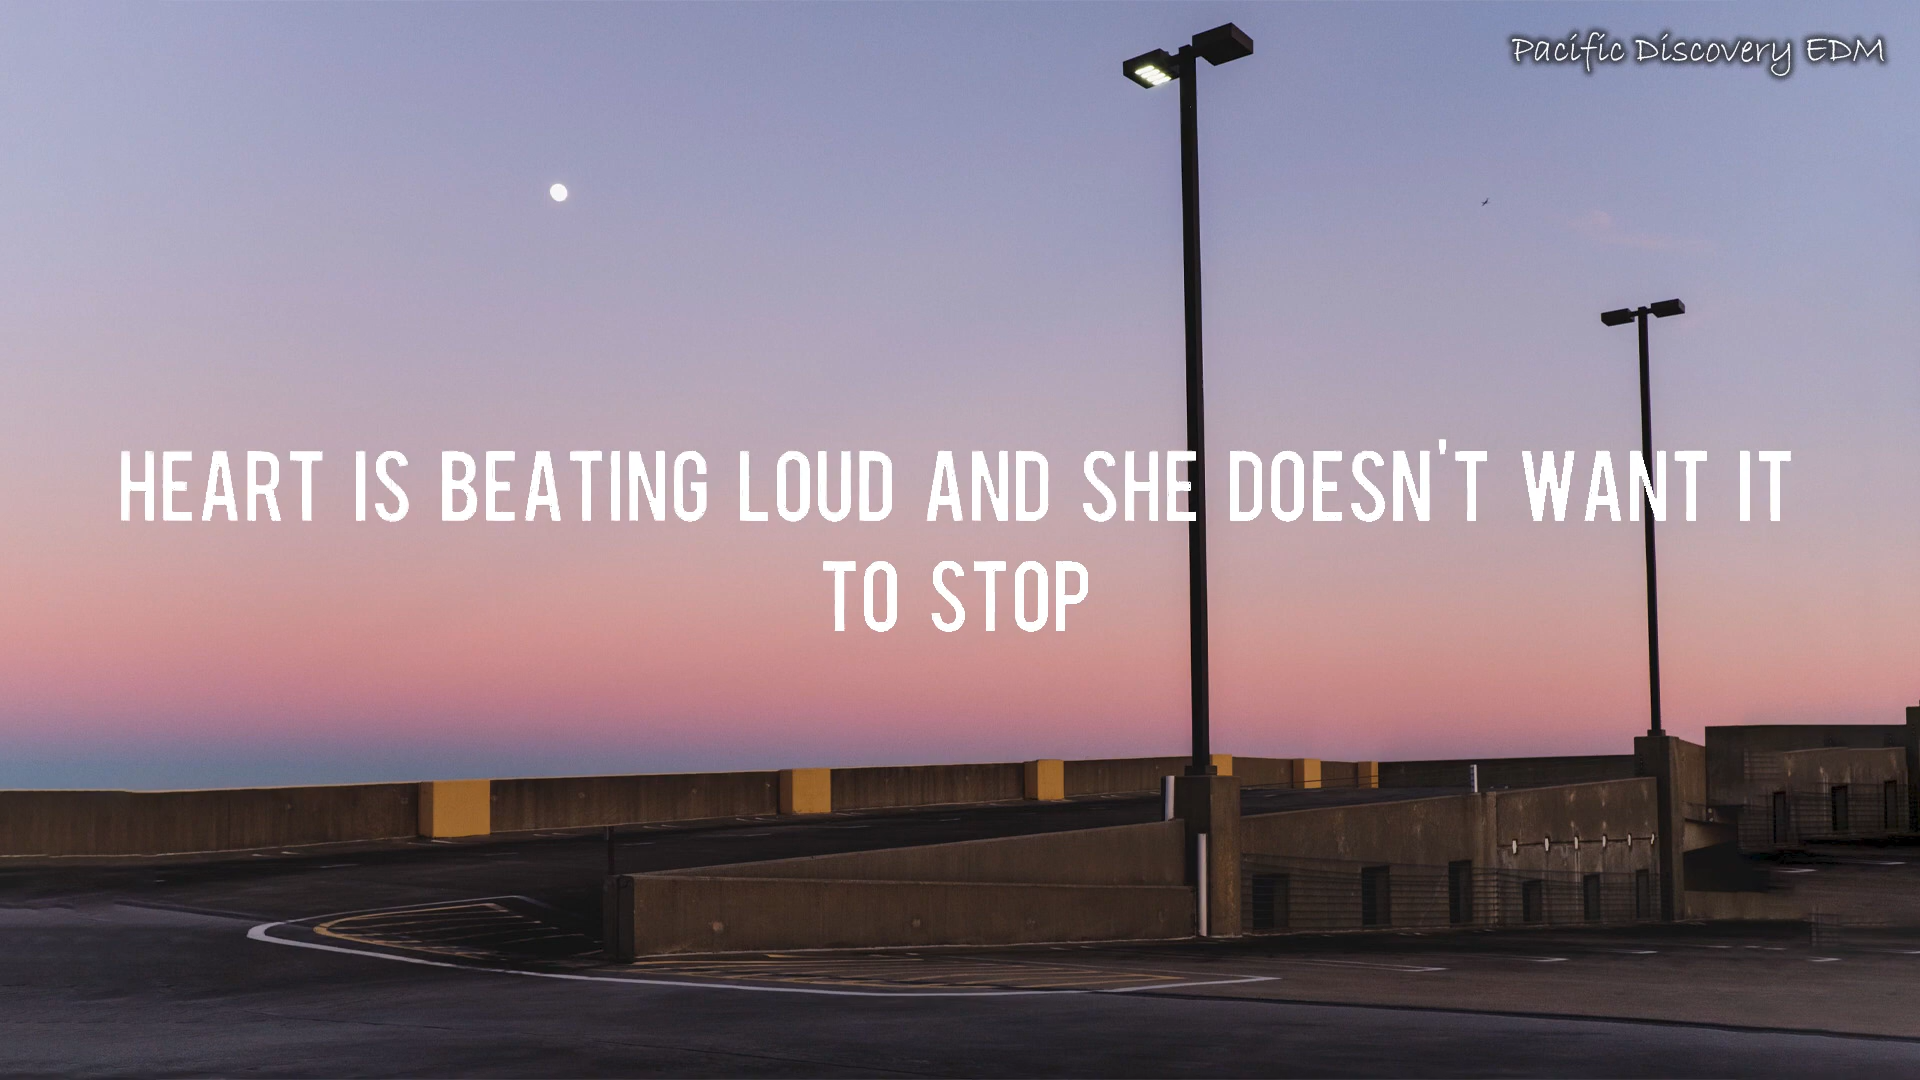 Pacific Discovery EDM
HEART IS BEATING LOUD AND SHE DOESN'T WANT IT
TO STOP